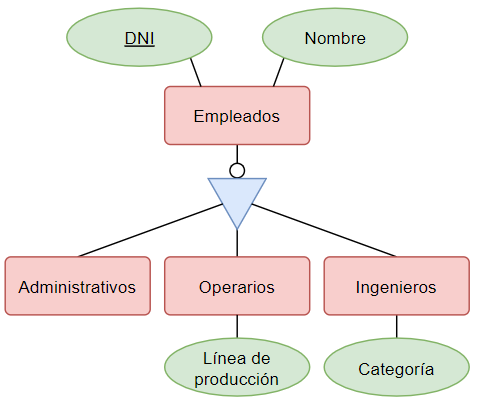 DNI
Nombre
Empleados
Administrativos
Operarios
Ingenieros
Línea de
producción
Categoría